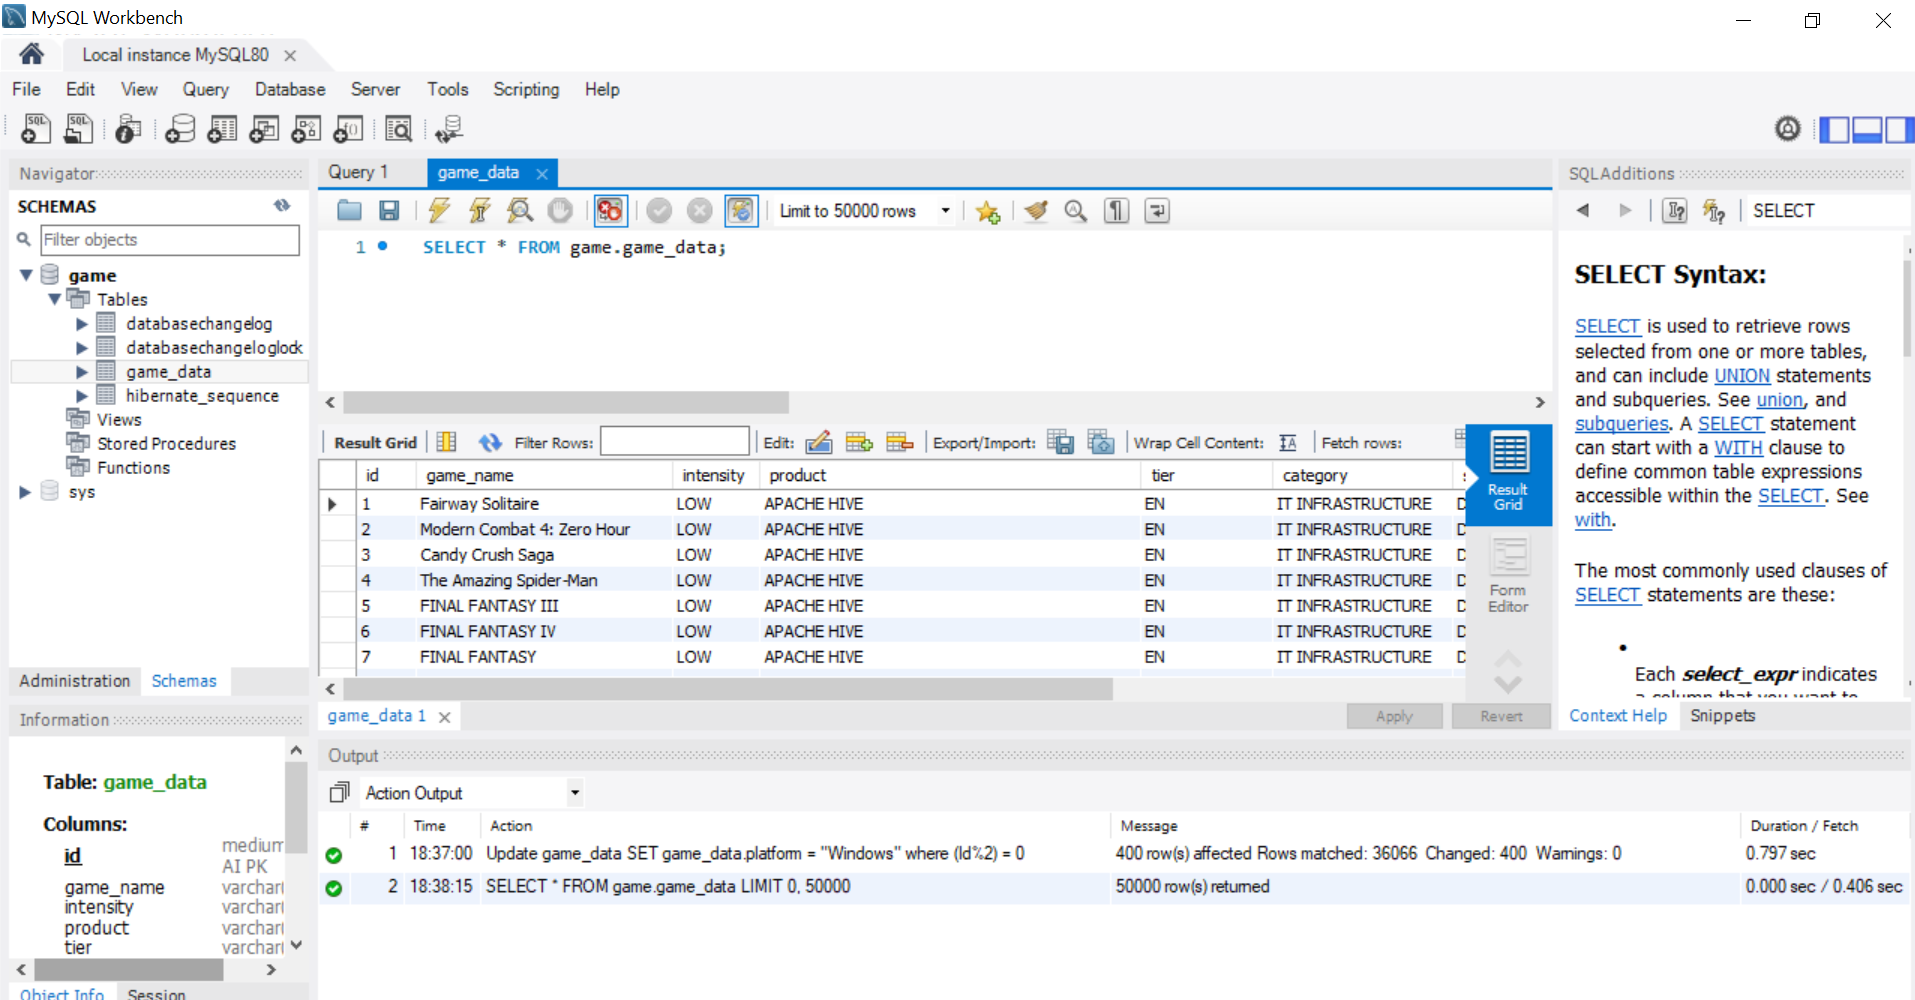 MySQL Workbench
Local instance MySQL80
File Edit View Query Database Server Tools Scripting Help
Navigator
SCHEMAS
Filter objects
game
Tables
databasechangelog
databasechangeloglock
game_data
hibernate_sequence
Views
Stored Procedures
Functions
sys
Administration Schemas
Information
Table: game_data
Columns:
id medium
AI PK
game_name varchar
intensity varchar
product varchar
tier varchar
Object Info Session
Query 1 game_data
Limit to 50000 rows
1 SELECT * FROM game.game_data;
Result Grid Filter Rows: Edit: Export/Import: Wrap Cell Content: Fetch rows:
id game_name intensity product tier category
1 Fairway Solitaire LOW APACHE HIVE EN IT INFRASTRUCTURE D
2 Modern Combat 4: Zero Hour LOW APACHE HIVE EN IT INFRASTRUCTURE D
3 Candy Crush Saga LOW APACHE HIVE EN IT INFRASTRUCTURE D
4 The Amazing Spider-Man LOW APACHE HIVE EN IT INFRASTRUCTURE D
5 FINAL FANTASY III LOW APACHE HIVE EN IT INFRASTRUCTURE D
6 FINAL FANTASY IV LOW APACHE HIVE EN IT INFRASTRUCTURE D
7 FINAL FANTASY LOW APACHE HIVE EN IT INFRASTRUCTURE D
Result
Grid
Form
Editor
game_data 1
Apply Revert
SQLAdditions
SELECT
SELECT Syntax:
SELECT is used to retrieve rows
selected from one or more tables,
and can include UNION statements
and subqueries. See union, and
subqueries. A SELECT statement
can start with a WITH clause to
define common table expressions
accessible within the SELECT. See
with.
The most commonly used clauses of
SELECT statements are these:
•
Each select_expr indicates
a column that you want to
Context Help Snippets
Output
Action Output
# Time Action Message Duration / Fetch
1 18:37:00 Update game_data SET game_data.platform = "Windows" where (Id%2) = 0 400 row(s) affected Rows matched: 36066 Changed: 400 Warnings: 0 0.797 sec
2 18:38:15 SELECT * FROM game.game_data LIMIT 0, 50000 50000 row(s) returned 0.000 sec / 0.406 sec